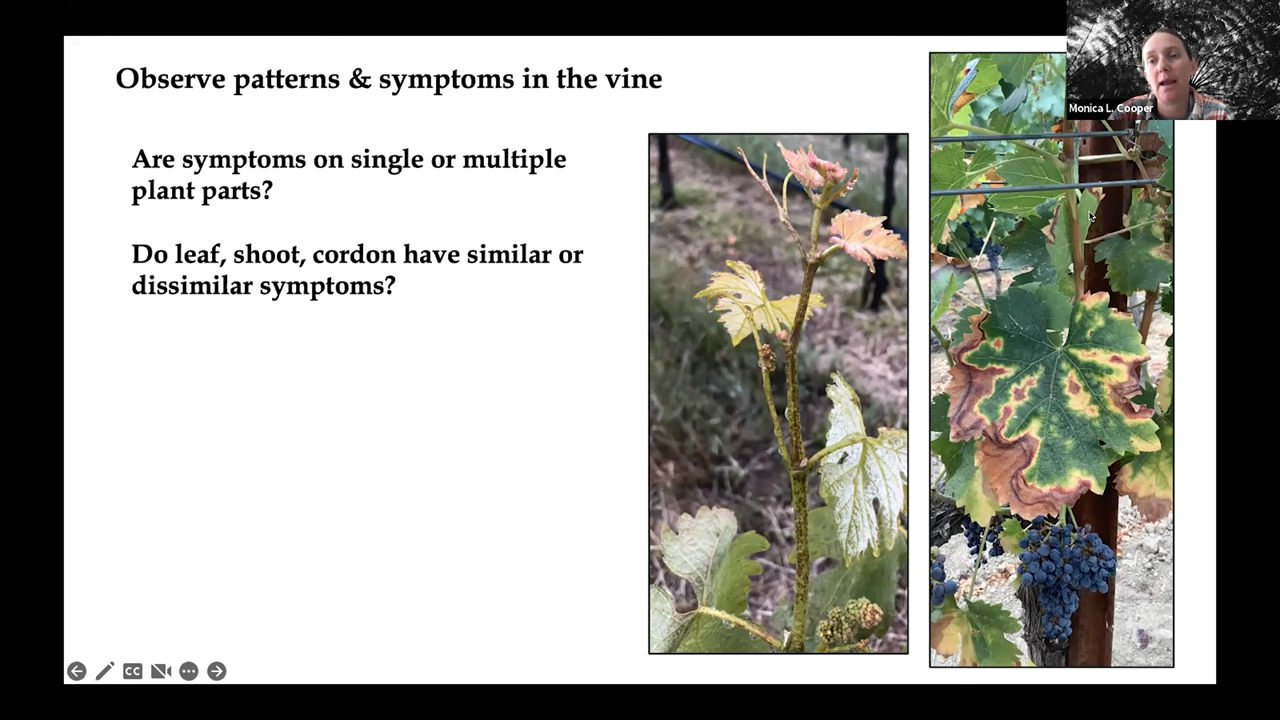 Observe patterns & symptoms in the vine
Monica L. Cooper
Are symptoms on single or multiple
plant parts?
Do leaf, shoot, cordon have similar or
dissimilar symptoms?
CC